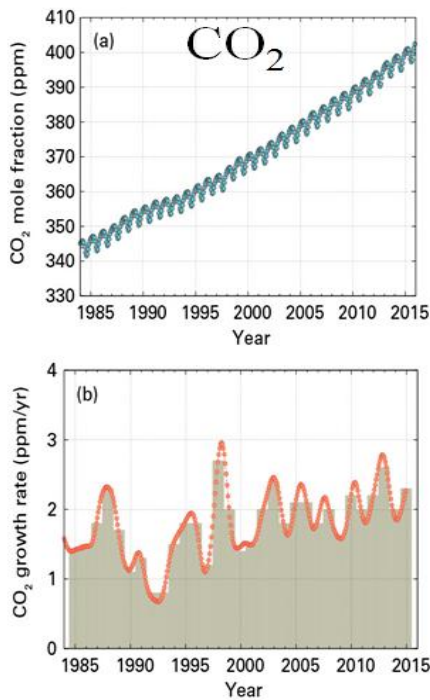 (a) CO₂
CO₂ mole fraction (ppm)
410
400
390
380
370
360
350
340
330
1985 1990 1995 2000 2005 2010 2015
Year
(b)
CO₂ growth rate (ppm/yr)
4
3
2
1
0
1985 1990 1995 2000 2005 2010 2015
Year